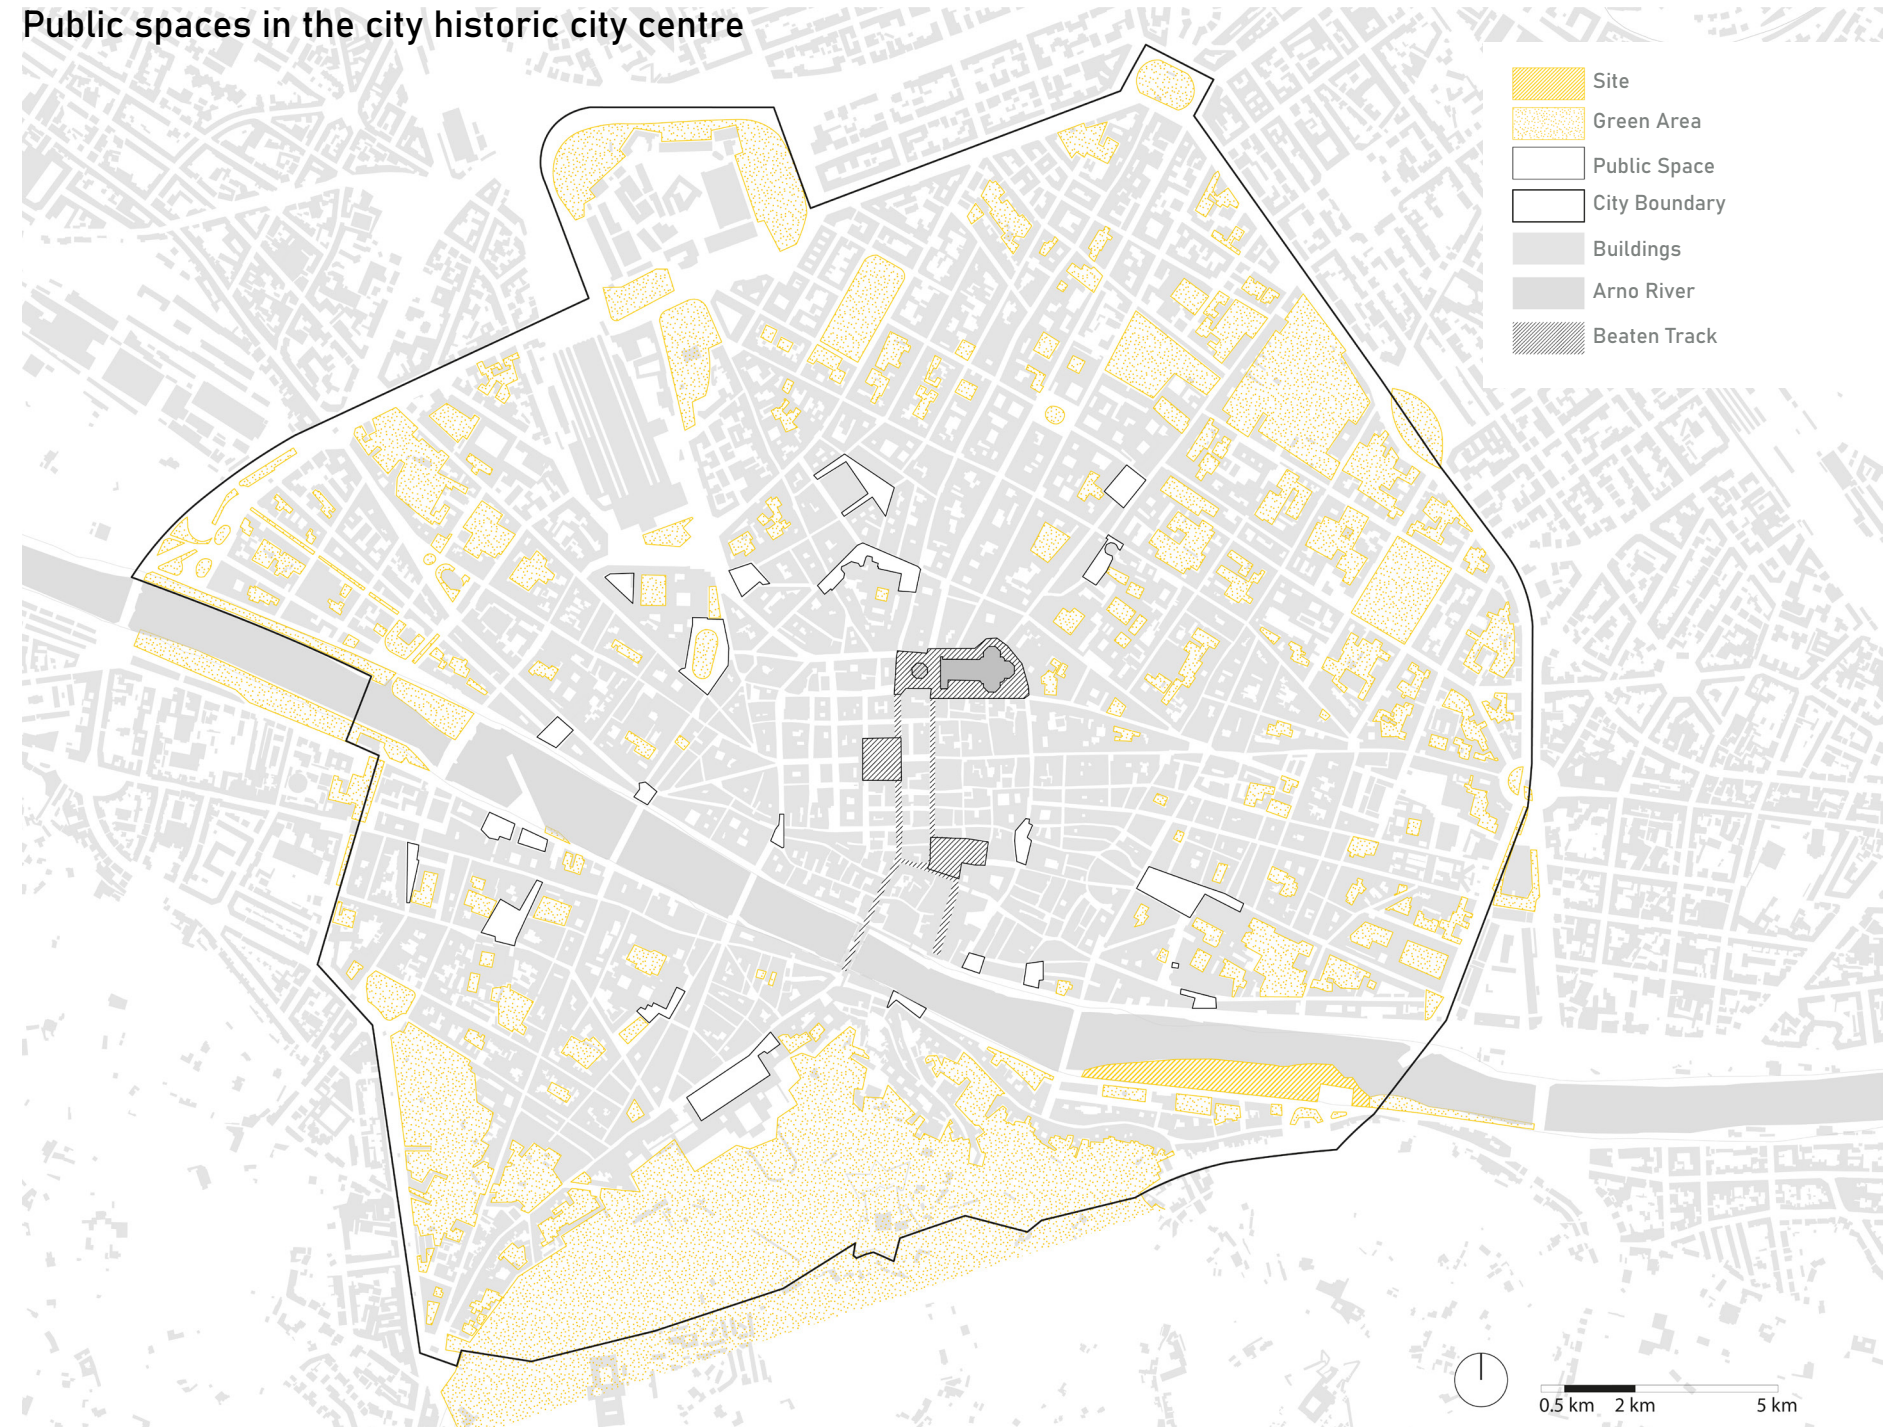 Public spaces in the city historic city centre
Site
Green Area
Public Space
City Boundary
Buildings
Arno River
Beaten Track
0.5 km 2 km 5 km